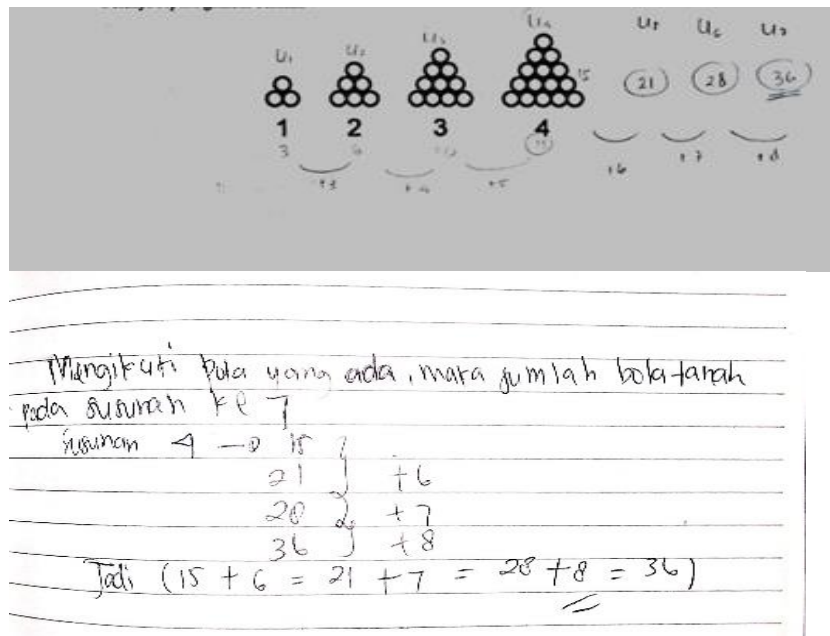 U₁ U₂ U₃ U₄ U₅ U₆ U₇
15 21 28 36
1 2 3 4
3 6
+3 +4 +5 +6 +7 +8
Mengikuti pola yang ada, maka jumlah bola tanah
pada susunan ke 7
susunan 4 → 15
21 } +6
28 } +7
36 } +8
Jadi (15 + 6 = 21 + 7 = 28 + 8 = 36)